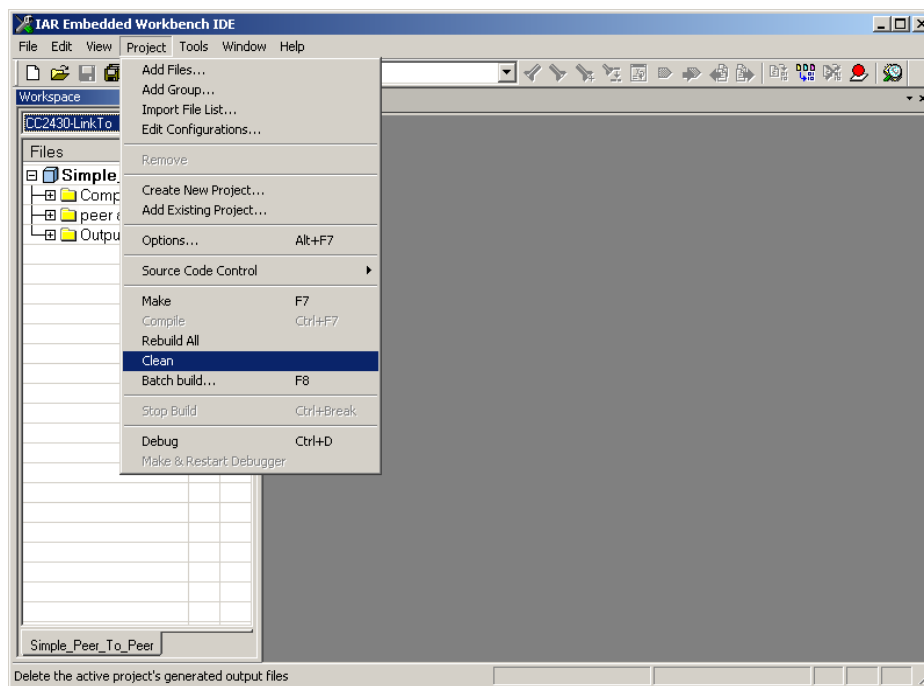 IAR Embedded Workbench IDE
File Edit View Project Tools Window Help
Workspace
CC2430-LinkTo
Files
Simple_
Comp
peer
Outpu
Add Files...
Add Group...
Import File List...
Edit Configurations...
Remove
Create New Project...
Add Existing Project...
Options... Alt+F7
Source Code Control
Make F7
Compile Ctrl+F7
Rebuild All
Clean
Batch build... F8
Stop Build Ctrl+Break
Debug Ctrl+D
Make & Restart Debugger
Simple_Peer_To_Peer
Delete the active project's generated output files